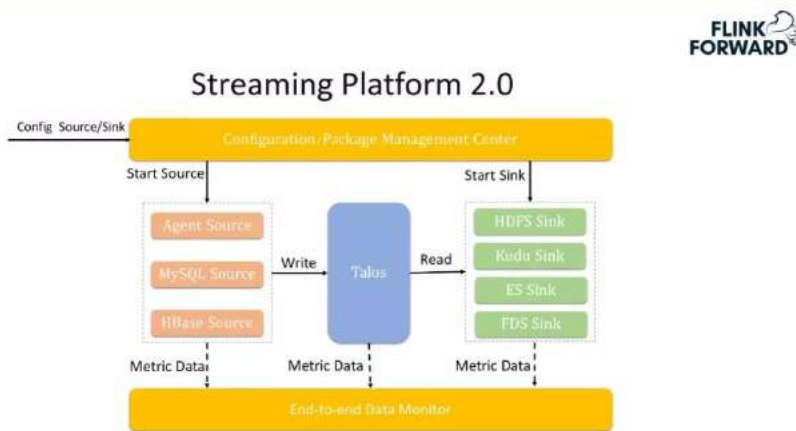 FLINK
FORWARD
Streaming Platform 2.0
Config Source/Sink
Configuration/Package Management Center
Start Source
Start Sink
Agent Source
MySQL Source
HBase Source
Write
Talos
Read
HDFS Sink
Kudu Sink
ES Sink
FDS Sink
Metric Data
Metric Data
Metric Data
End-to-end Data Monitor